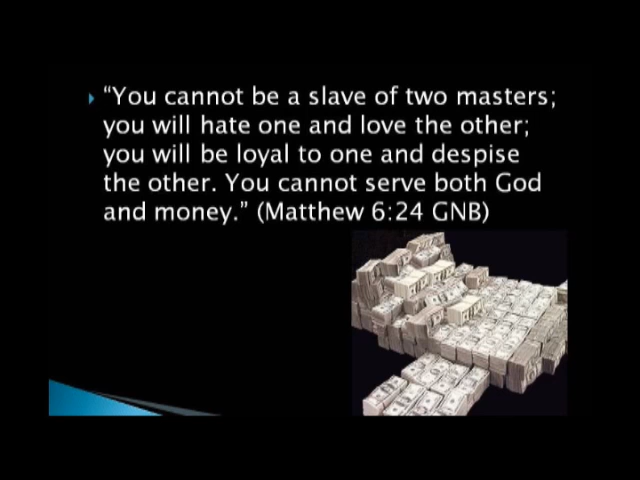 “You cannot be a slave of two masters;
you will hate one and love the other;
you will be loyal to one and despise
the other. You cannot serve both God
and money.” (Matthew 6:24 GNB)